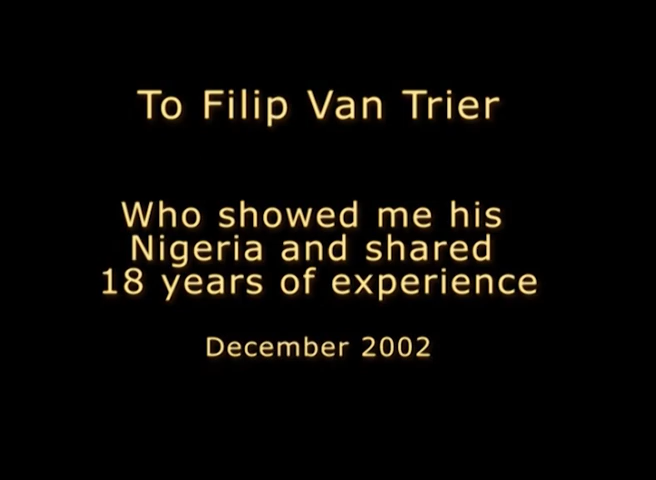 To Filip Van Trier
Who showed me his
Nigeria and shared
18 years of experience
December 2002